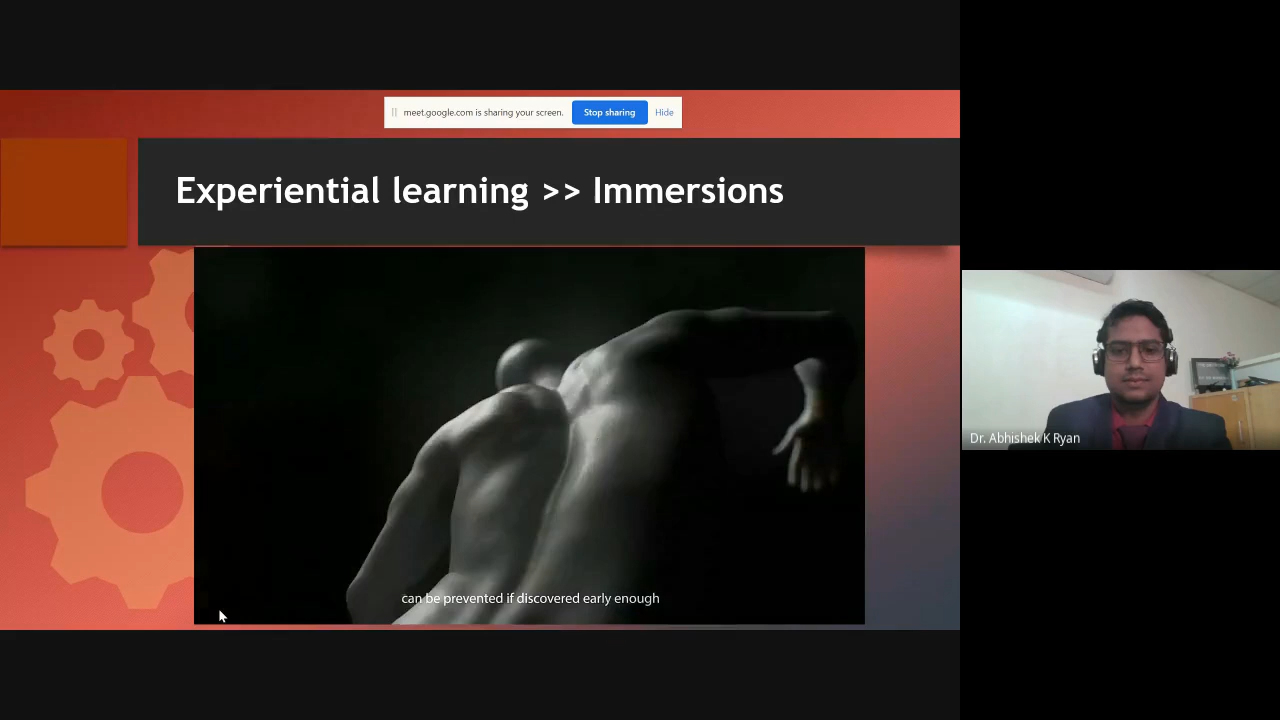 meet.google.com is sharing your screen. Stop sharing Hide
Experiential learning >> Immersions
can be prevented if discovered early enough
Dr. Abhishek K Ryan